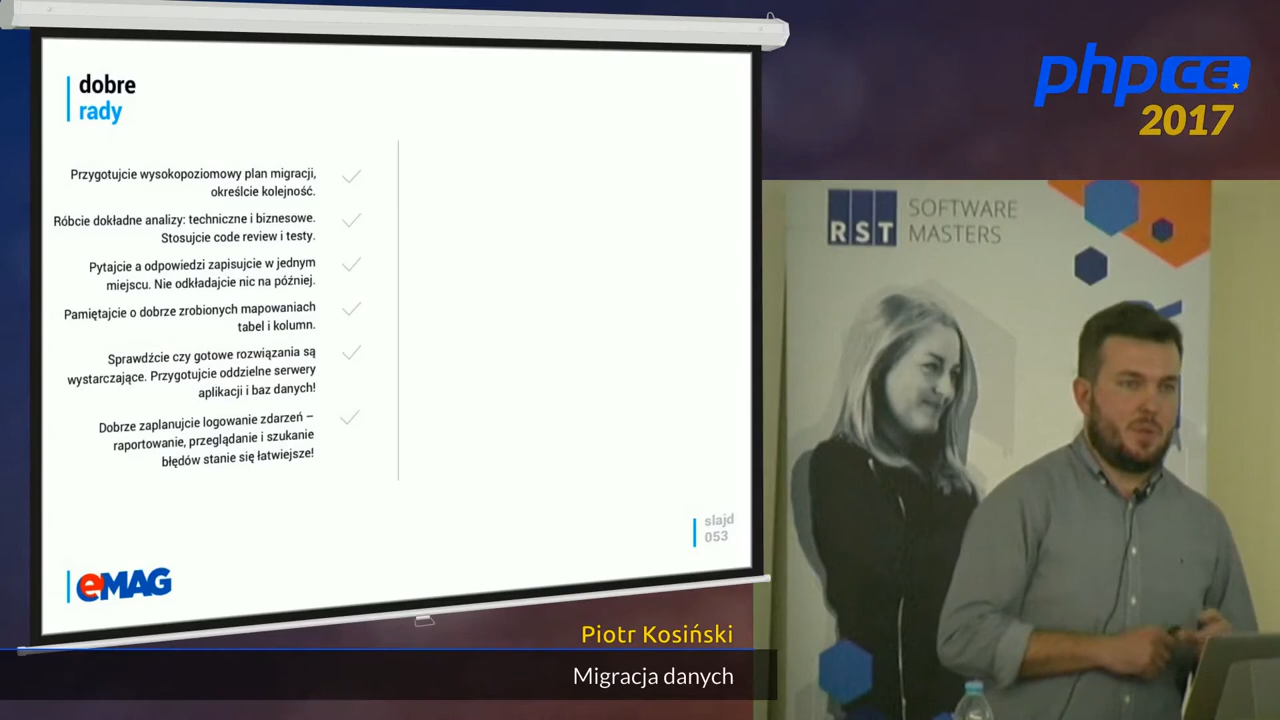 dobre
rady
Przygotujcie wysokopoziomowy plan migracji,
określcie kolejność.
Róbcie dokładne analizy: techniczne i biznesowe.
Stosujcie code review i testy.
Pytajcie a odpowiedzi zapisujcie w jednym
miejscu. Nie odkładajcie nic na później.
Pamiętajcie o dobrze zrobionych mapowaniach
tabel i kolumn.
Sprawdźcie czy gotowe rozwiązania są
wystarczające. Przygotujcie oddzielne serwery
aplikacji i baz danych!
Dobrze zaplanujcie logowanie zdarzeń –
raportowanie, przeglądanie i szukanie
błędów stanie się łatwiejsze!
slajd
053
eMAG
Piotr Kosiński
Migracja danych
phpCE
2017
RST
SOFTWARE
MASTERS